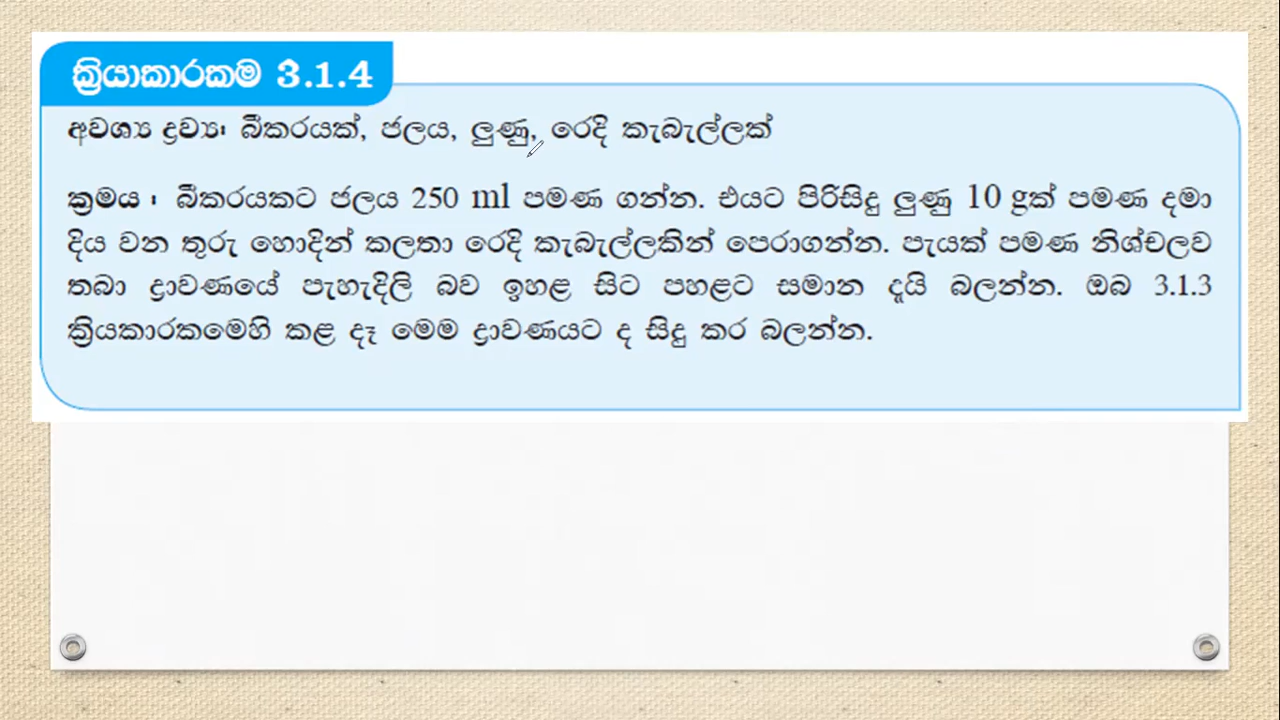 ක්‍රියාකාරකම 3.1.4
අවශ්‍ය ද්‍රව්‍ය: බීකරයක්, ජලය, ලුණු, රෙදි කැබැල්ලක්
ක්‍රමය : බීකරයකට ජලය 250 ml පමණ ගන්න. එයට පිරිසිදු ලුණු 10 gක් පමණ දමා
දිය වන තුරු හොදින් කලතා රෙදි කැබැල්ලකින් පෙරාගන්න. පැයක් පමණ නිශ්චලව
තබා ද්‍රාවණයේ පැහැදිලි බව ඉහළ සිට පහළට සමාන දැයි බලන්න. ඔබ 3.1.3
ක්‍රියකාරකමෙහි කළ දෑ මෙම ද්‍රාවණයට ද සිදු කර බලන්න.